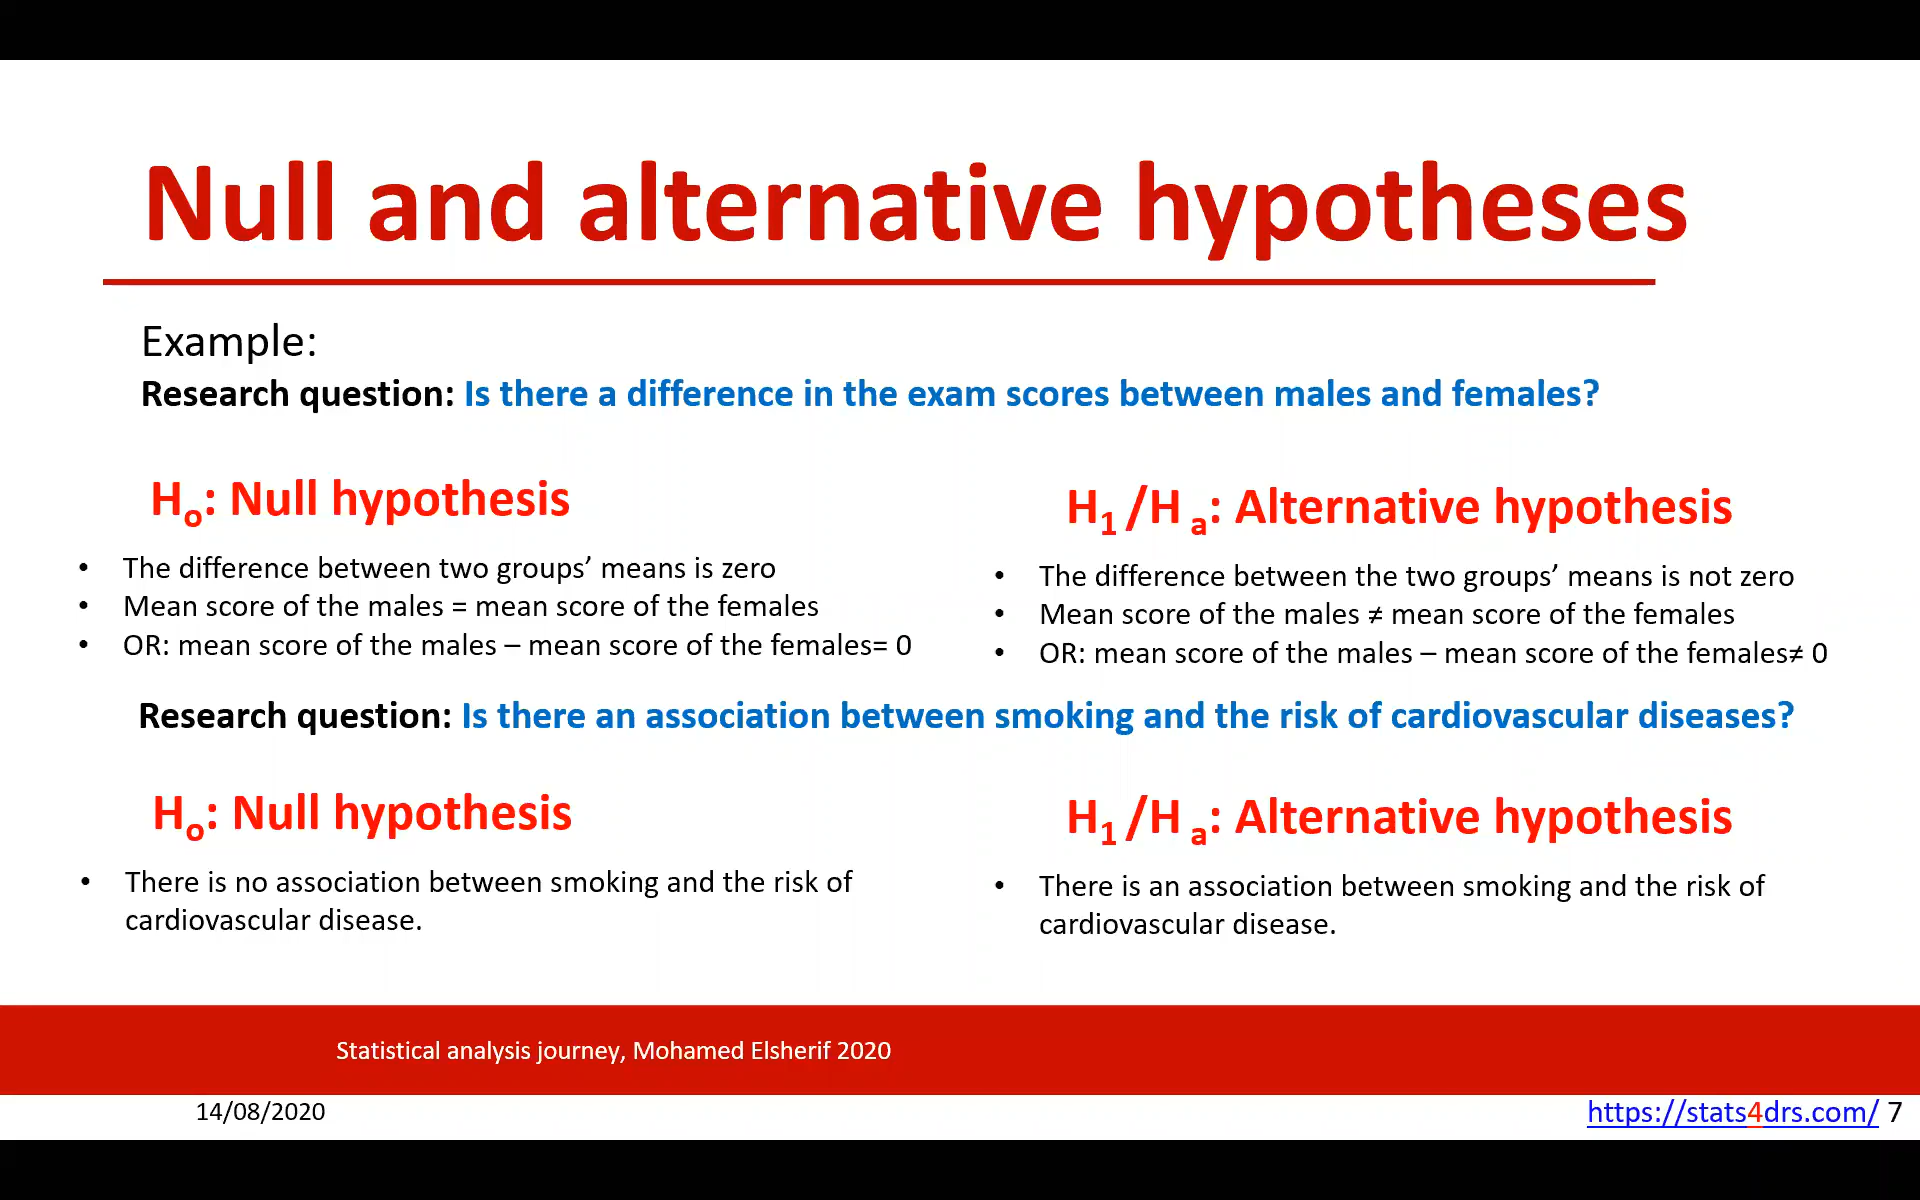 Null and alternative hypotheses
Example:
Research question: Is there a difference in the exam scores between males and females?
Ho: Null hypothesis
• The difference between two groups’ means is zero
• Mean score of the males = mean score of the females
• OR: mean score of the males – mean score of the females= 0
H1 /H a: Alternative hypothesis
• The difference between the two groups’ means is not zero
• Mean score of the males ≠ mean score of the females
• OR: mean score of the males – mean score of the females≠ 0
Research question: Is there an association between smoking and the risk of cardiovascular diseases?
Ho: Null hypothesis
• There is no association between smoking and the risk of
cardiovascular disease.
H1 /H a: Alternative hypothesis
• There is an association between smoking and the risk of
cardiovascular disease.
Statistical analysis journey, Mohamed Elsherif 2020
14/08/2020
https://stats4drs.com/ 7